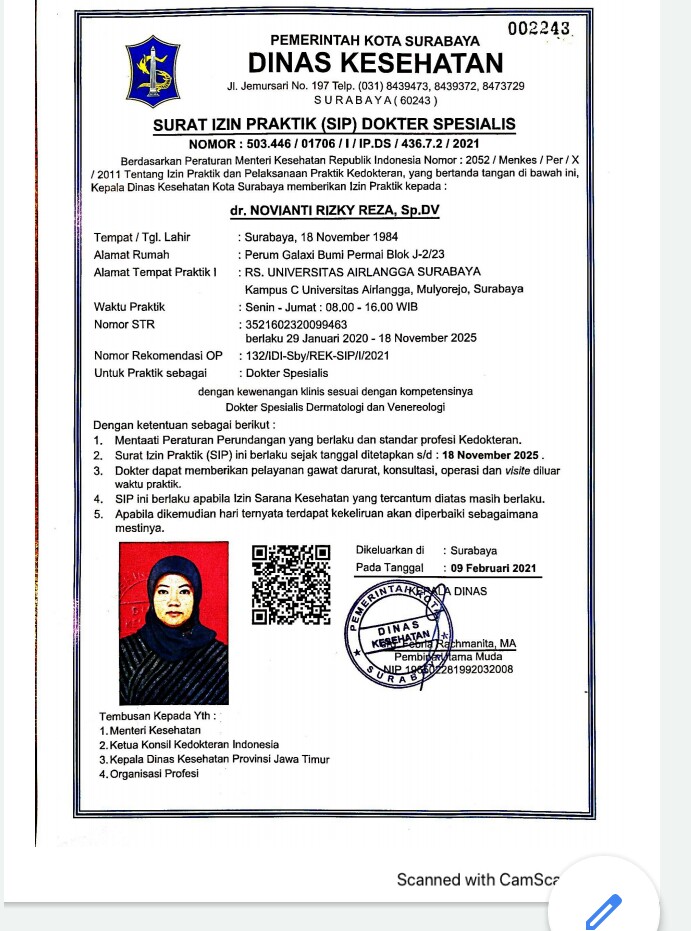 002243
PEMERINTAH KOTA SURABAYA
DINAS KESEHATAN
Jl. Jemursari No. 197 Telp. (031) 8439473, 8439372, 8473729
SURABAYA ( 60243 )
SURAT IZIN PRAKTIK (SIP) DOKTER SPESIALIS
NOMOR : 503.446 / 01706 / I / IP.DS / 436.7.2 / 2021
Berdasarkan Peraturan Menteri Kesehatan Republik Indonesia Nomor : 2052 / Menkes / Per / X
/ 2011 Tentang Izin Praktik dan Pelaksanaan Praktik Kedokteran, yang bertanda tangan di bawah ini,
Kepala Dinas Kesehatan Kota Surabaya memberikan Izin Praktik kepada :
dr. NOVIANTI RIZKY REZA, Sp.DV
Tempat / Tgl. Lahir : Surabaya, 18 November 1984
Alamat Rumah : Perum Galaxi Bumi Permai Blok J-2/23
Alamat Tempat Praktik I : RS. UNIVERSITAS AIRLANGGA SURABAYA
Kampus C Universitas Airlangga, Mulyorejo, Surabaya
Waktu Praktik : Senin - Jumat : 08.00 - 16.00 WIB
Nomor STR : 3521602320099463
berlaku 29 Januari 2020 - 18 November 2025
Nomor Rekomendasi OP : 132/IDI-Sby/REK-SIP/I/2021
Untuk Praktik sebagai : Dokter Spesialis
dengan kewenangan klinis sesuai dengan kompetensinya
Dokter Spesialis Dermatologi dan Venereologi
Dengan ketentuan sebagai berikut :
1. Mentaati Peraturan Perundangan yang berlaku dan standar profesi Kedokteran.
2. Surat Izin Praktik (SIP) ini berlaku sejak tanggal ditetapkan s/d : 18 November 2025 .
3. Dokter dapat memberikan pelayanan gawat darurat, konsultasi, operasi dan visite diluar
waktu praktik.
4. SIP ini berlaku apabila Izin Sarana Kesehatan yang tercantum diatas masih berlaku.
5. Apabila dikemudian hari ternyata terdapat kekeliruan akan diperbaiki sebagaimana
mestinya.
Dikeluarkan di : Surabaya
Pada Tanggal : 09 Februari 2021
KEPALA DINAS
PEMERINTAH KOTA
DINAS
KESEHATAN
SURABAYA
Febria Rachmanita, MA
Pembina Utama Muda
NIP
Tembusan Kepada Yth :
1. Menteri Kesehatan
2. Ketua Konsil Kedokteran Indonesia
3. Kepala Dinas Kesehatan Provinsi Jawa Timur
4. Organisasi Profesi
Scanned with